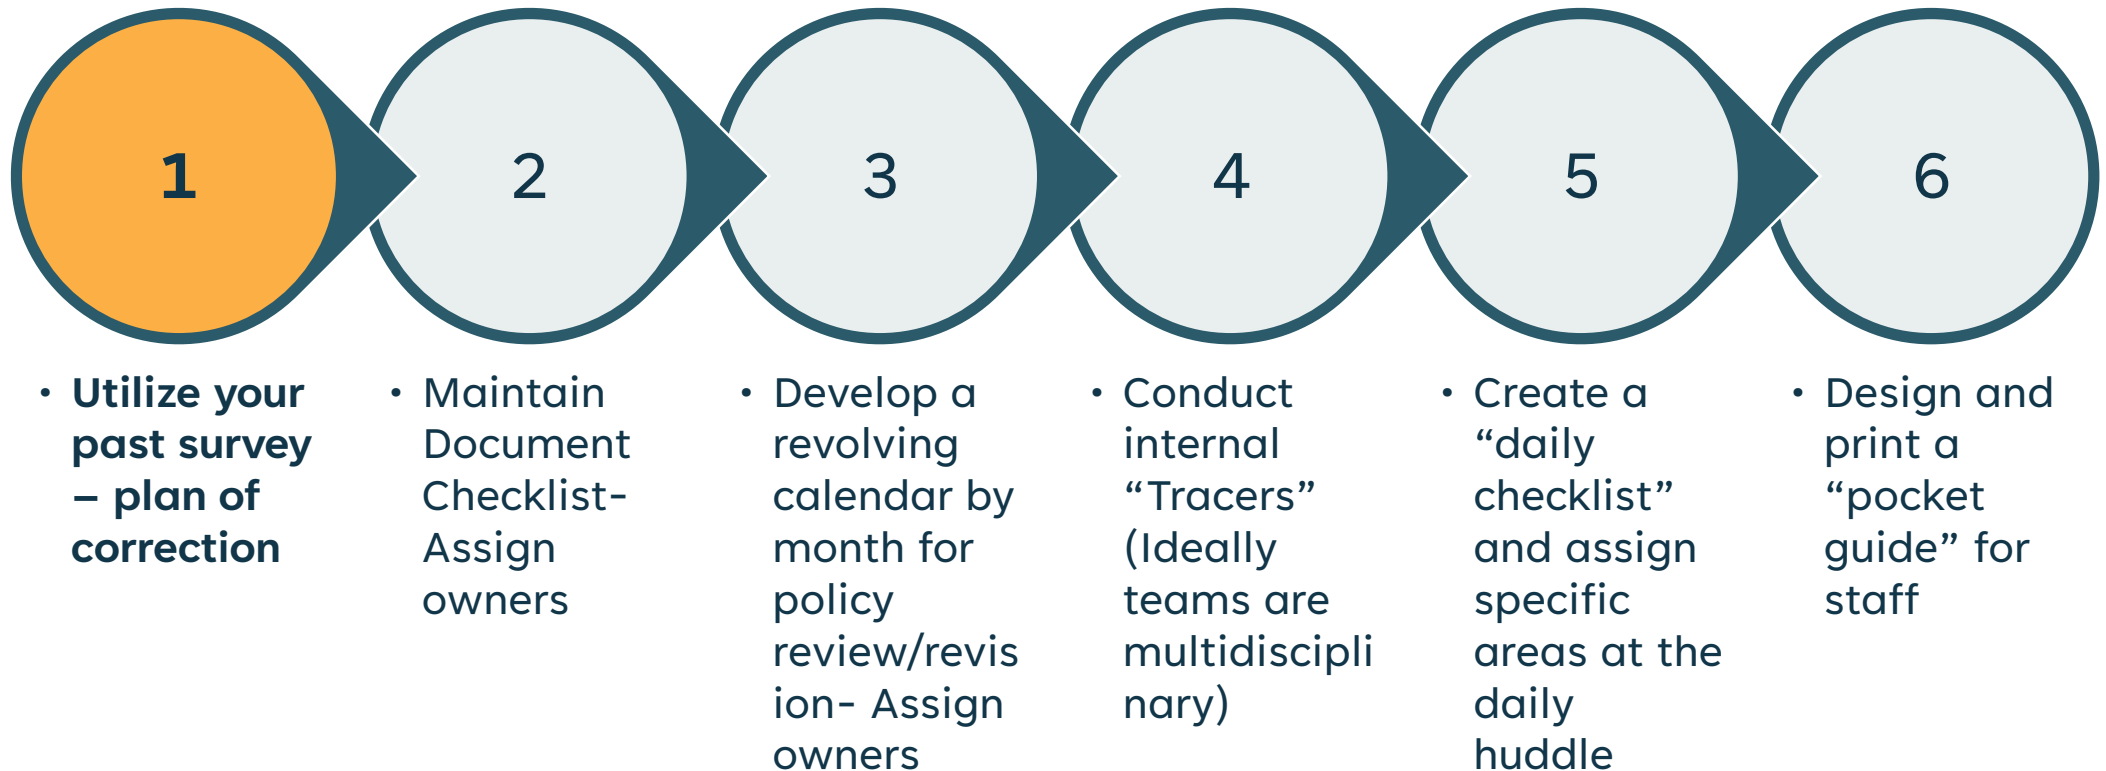 1
2
3
4
5
6
• Utilize your
past survey
– plan of
correction
• Maintain
Document
Checklist-
Assign
owners
• Develop a
revolving
calendar by
month for
policy
review/revis
ion- Assign
owners
• Conduct
internal
“Tracers”
(Ideally
teams are
multidiscipli
nary)
• Create a
“daily
checklist”
and assign
specific
areas at the
daily
huddle
• Design and
print a
“pocket
guide” for
staff